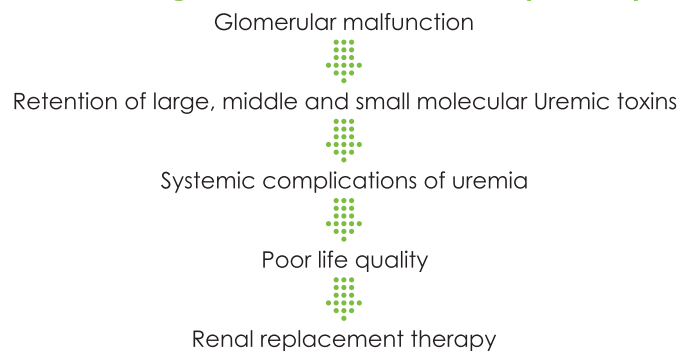 Glomerular malfunction
Retention of large, middle and small molecular Uremic toxins
Systemic complications of uremia
Poor life quality
Renal replacement therapy